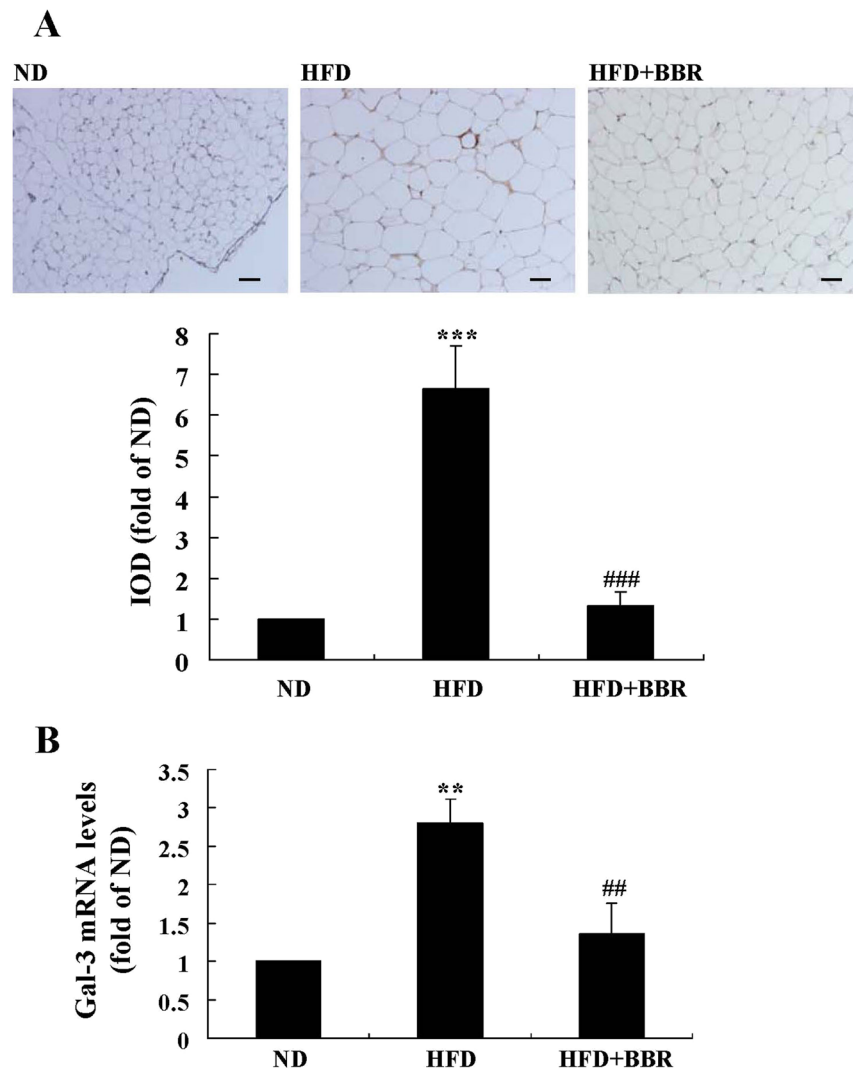 A
ND HFD HFD+BBR
8
***
7
6
5
4
3
2
###
1
0
IOD (fold of ND)
ND HFD HFD+BBR
B
3.5
**
3
2.5
2
##
1.5
1
0.5
0
Gal-3 mRNA levels
(fold of ND)
ND HFD HFD+BBR